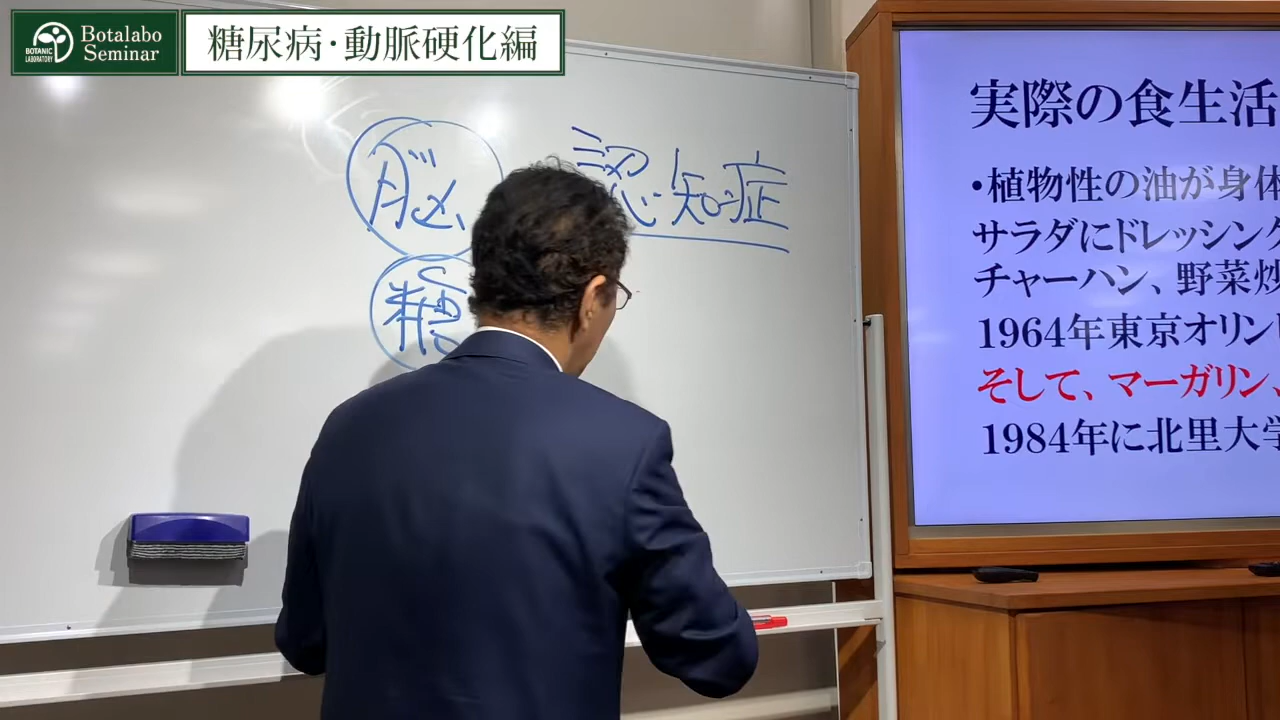 BOTANIC
LABORATORY
Botalabo
Seminar
糖尿病・動脈硬化編
脳
認知症
糖
実際の食生活
・植物性の油が身体
サラダにドレッシング
チャーハン、野菜炒
1964年東京オリンピ
そして、マーガリン、
1984年に北里大学